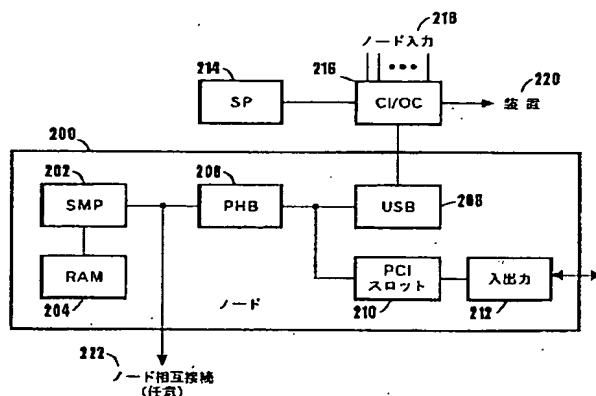 218
ノード入力
214
216
220
SP
CI/OC
装置
200
202
206
SMP
PHB
USB
208
RAM
PCI
スロット
入出力
204
ノード
210
212
222
ノード相互接続
(任意)